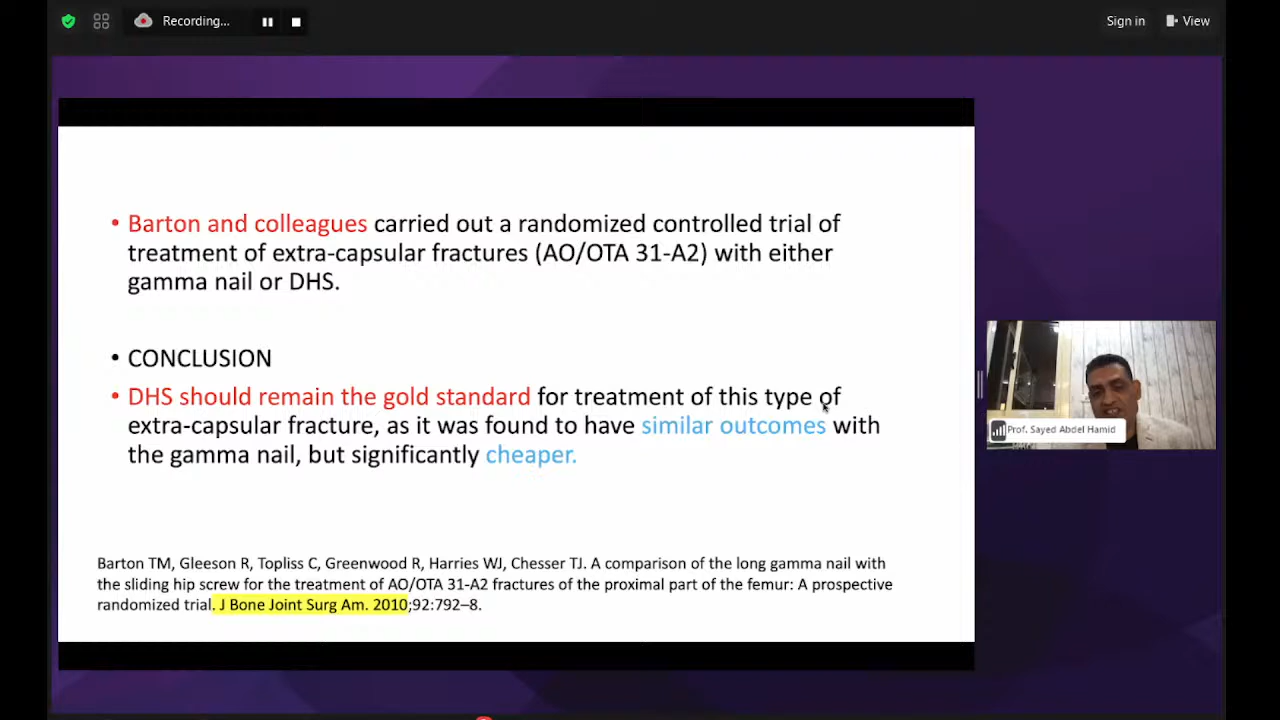 Recording...
Sign in
View
• Barton and colleagues carried out a randomized controlled trial of
treatment of extra-capsular fractures (AO/OTA 31-A2) with either
gamma nail or DHS.
• CONCLUSION
• DHS should remain the gold standard for treatment of this type of
extra-capsular fracture, as it was found to have similar outcomes with
the gamma nail, but significantly cheaper.
Prof. Sayed Abdel Hamid
Barton TM, Gleeson R, Topliss C, Greenwood R, Harries WJ, Chesser TJ. A comparison of the long gamma nail with
the sliding hip screw for the treatment of AO/OTA 31-A2 fractures of the proximal part of the femur: A prospective
randomized trial. J Bone Joint Surg Am. 2010;92:792–8.